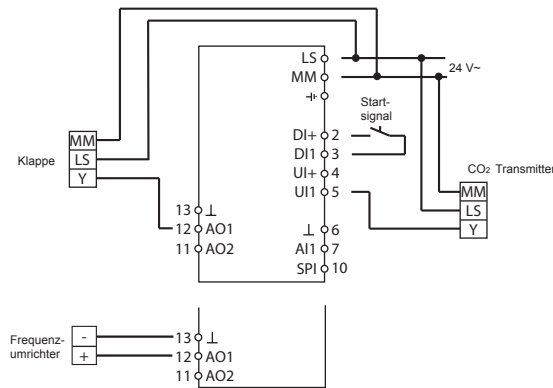 LS
MM
24 V~
Start-
signal
DI+ 2
DI1 3
UI+ 4
UI1 5
⊥ 6
AI1 7
SPI 10
13 ⊥
12 AO1
11 AO2
Klappe
MM
LS
Y
CO2 Transmitter
MM
LS
Y
Frequenz-
umrichter
-
+
13 ⊥
12 AO1
11 AO2